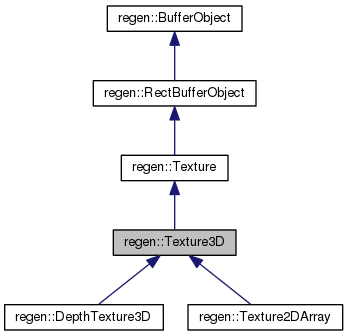 regen::BufferObject
regen::RectBufferObject
regen::Texture
regen::Texture3D
regen::DepthTexture3D
regen::Texture2DArray